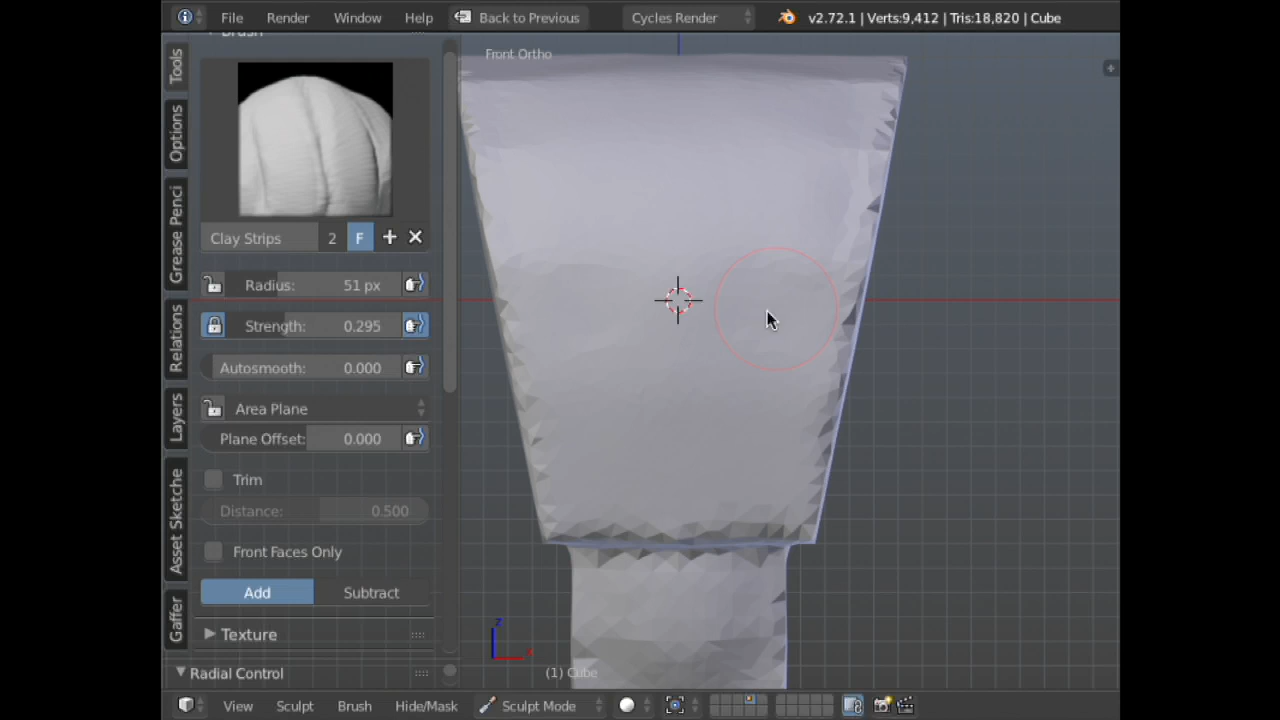 File Render Window Help Back to Previous Cycles Render v2.72.1 | Verts:9,412 | Tris:18,820 | Cube
Front Ortho
Tools
Options
Grease Penci
Relations
Layers
Asset Sketche
Gaffer
Clay Strips 2 F
Radius: 51 px
Strength: 0.295
Autosmooth: 0.000
Area Plane
Plane Offset: 0.000
Trim
Distance: 0.500
Front Faces Only
Add Subtract
Texture
Radial Control
z
x
(1) Cube
View Sculpt Brush Hide/Mask Sculpt Mode